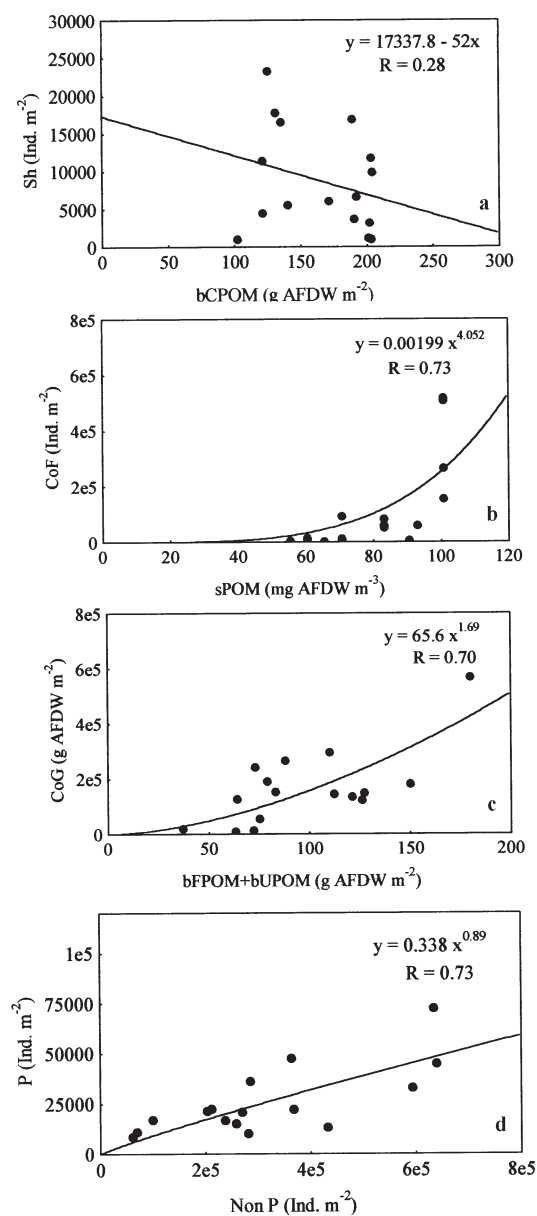 30000
y = 17337.8 - 52x
25000
R = 0.28
20000
15000
10000
5000
0
Sh (Ind. m⁻²)
a
0 50 100 150 200 250 300
bCPOM (g AFDW m⁻²)
8e5
y = 0.00199 x^4.052
R = 0.73
6e5
4e5
2e5
0
CoF (Ind. m⁻²)
b
0 20 40 60 80 100 120
sPOM (mg AFDW m⁻³)
8e5
y = 65.6 x^1.69
R = 0.70
6e5
4e5
2e5
0
CoG (g AFDW m⁻²)
c
0 50 100 150 200
bFPOM+bUPOM (g AFDW m⁻²)
y = 0.338 x^0.89
1e5
R = 0.73
75000
50000
25000
0
P (Ind. m⁻²)
d
0 2e5 4e5 6e5 8e5
Non P (Ind. m⁻²)